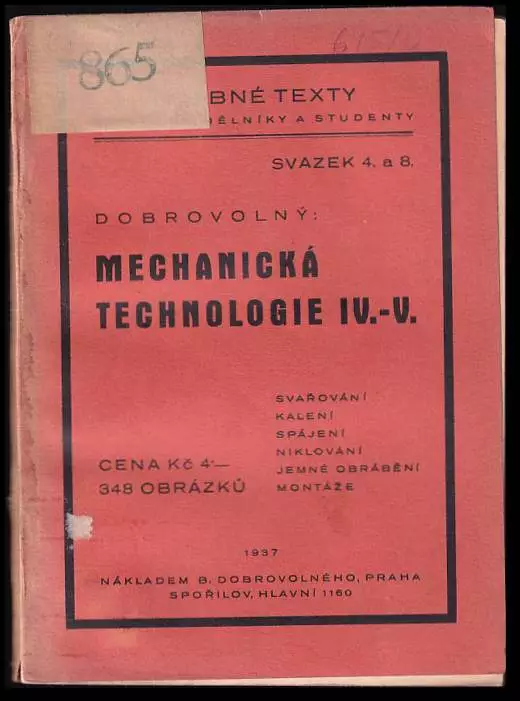 865
BNÉ TEXTY
ĚLNÍKY A STUDENTY
SVAZEK 4. a 8.
DOBROVOLNÝ:
MECHANICKÁ
TECHNOLOGIE IV.-V.
SVAŘOVÁNÍ
KALENÍ
SPÁJENÍ
NIKLOVÁNÍ
JEMNÉ OBRÁBĚNÍ
MONTÁŽE
CENA Kč 4·—
348 OBRÁZKŮ
1937
NÁKLADEM B. DOBROVOLNÉHO, PRAHA
SPOŘILOV, HLAVNÍ 1160